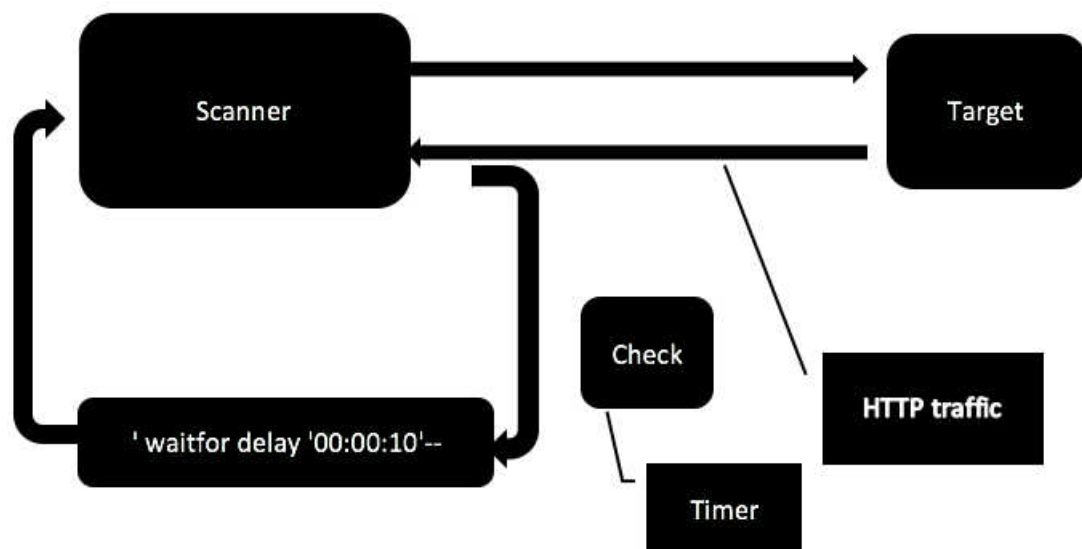 Scanner
Target
Check
HTTP traffic
' waitfor delay '00:00:10'--
Timer